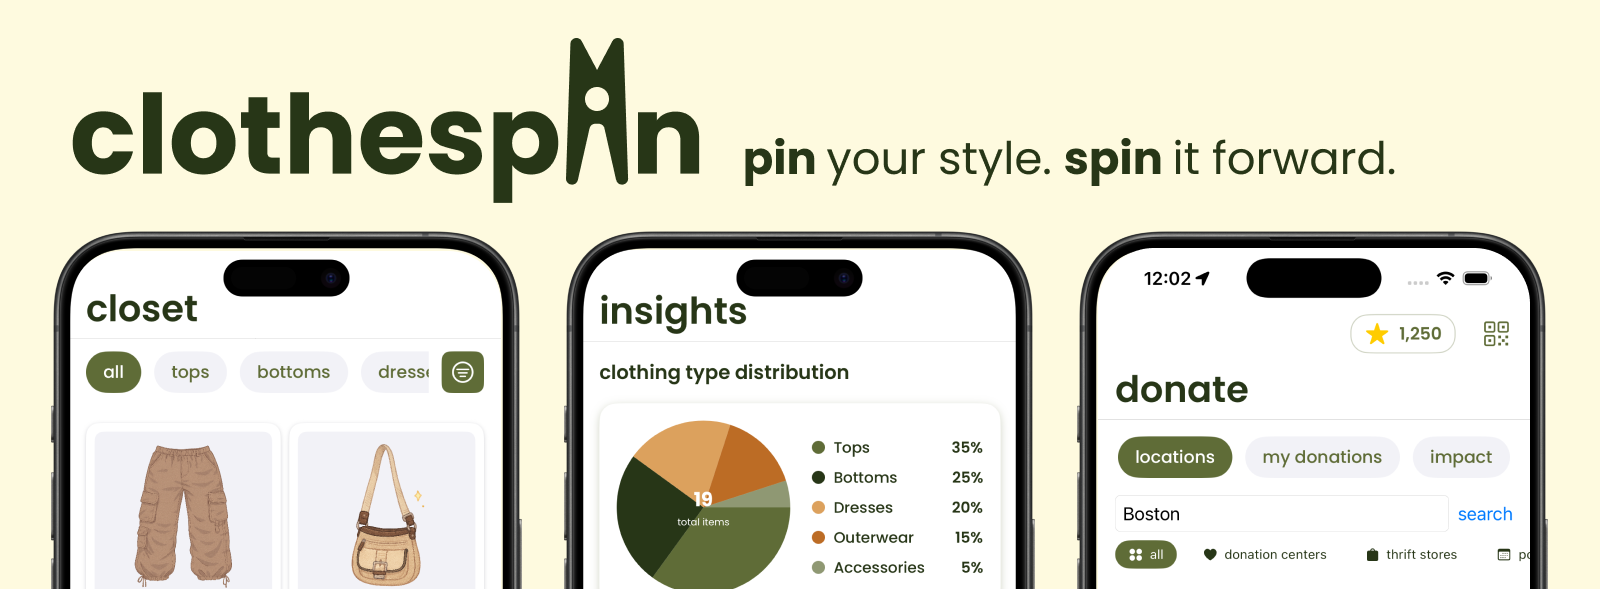 clothespin
pin your style. spin it forward.
closet
all
tops
bottoms
dresse
insights
clothing type distribution
19
total items
Tops 35%
Bottoms 25%
Dresses 20%
Outerwear 15%
Accessories 5%
12:02
1,250
donate
locations
my donations
impact
Boston
search
all
donation centers
thrift stores